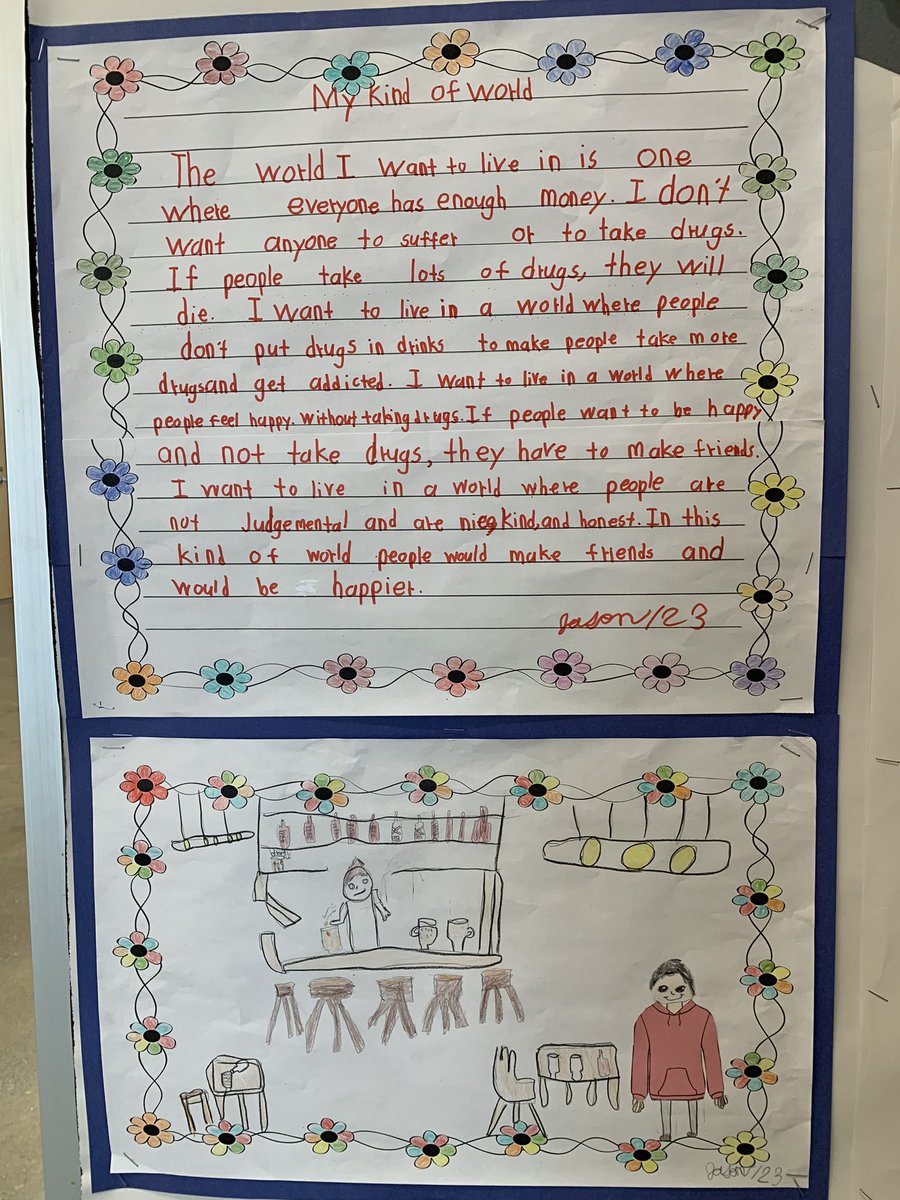 My kind of world
The world I want to live in is one
where everyone has enough money. I don't
want anyone to suffer or to take drugs.
If people take lots of drugs, they will
die. I want to live in a world where people
don't put drugs in drinks to make people take more
drugsand get addicted. I want to live in a world where
people feel happy. Without taking drugs. If people want to be happy
and not take drugs, they have to make friends.
I want to live in a world where people are
not Judgemental and are kind, and honest. In this
kind of world people would make friends and
would be happier.
Jason/23
drugs
Jason/23